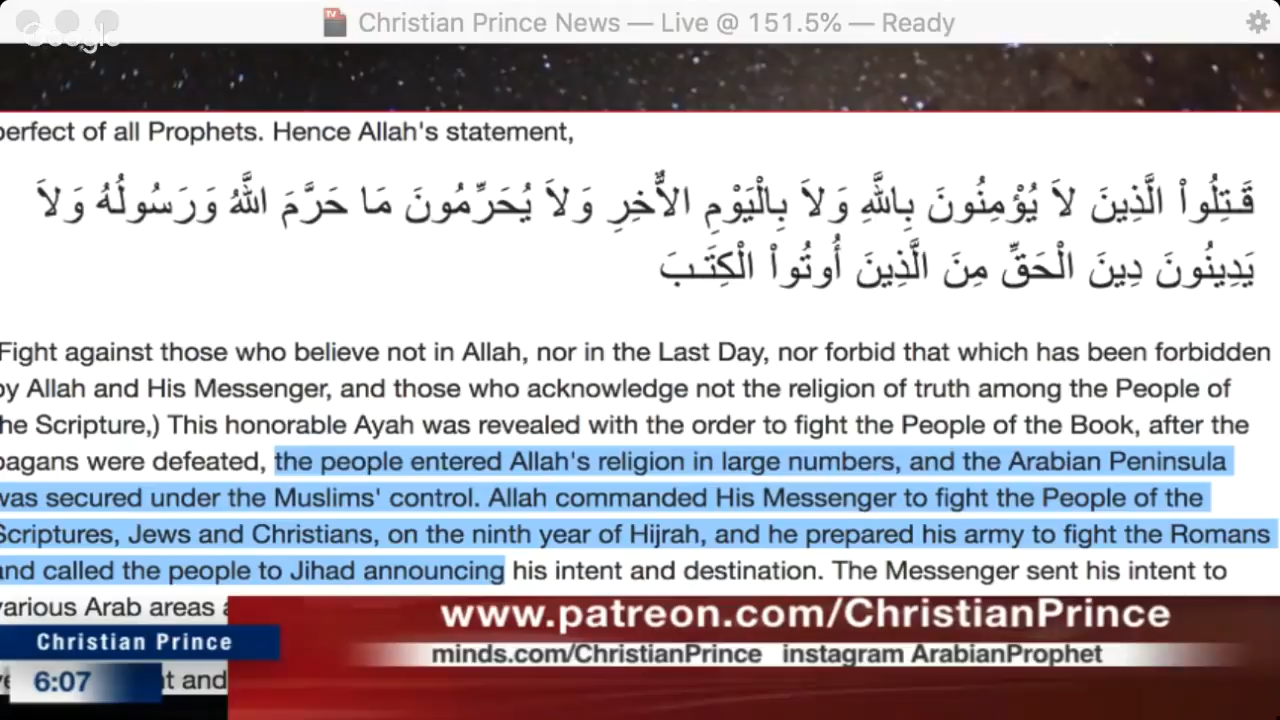 TV
Christian Prince News — Live @ 151.5% — Ready
Google
perfect of all Prophets. Hence Allah's statement,
قَـتِلُواْ الَّذِينَ لاَ يُؤْمِنُونَ بِاللَّهِ وَلاَ بِالْيَوْمِ الاٌّخِرِ وَلاَ يُحَرِّمُونَ مَا حَرَّمَ اللَّهُ وَرَسُولُهُ وَلاَ
يَدِينُونَ دِينَ الْحَقِّ مِنَ الَّذِينَ أُوتُواْ الْكِتَـبَ
Fight against those who believe not in Allah, nor in the Last Day, nor forbid that which has been forbidden
by Allah and His Messenger, and those who acknowledge not the religion of truth among the People of
the Scripture,) This honorable Ayah was revealed with the order to fight the People of the Book, after the
pagans were defeated, the people entered Allah's religion in large numbers, and the Arabian Peninsula
was secured under the Muslims' control. Allah commanded His Messenger to fight the People of the
Scriptures, Jews and Christians, on the ninth year of Hijrah, and he prepared his army to fight the Romans
and called the people to Jihad announcing his intent and destination. The Messenger sent his intent to
various Arab areas
www.patreon.com/ChristianPrince
Christian Prince
minds.com/ChristianPrince instagram ArabianProphet
6:07
and